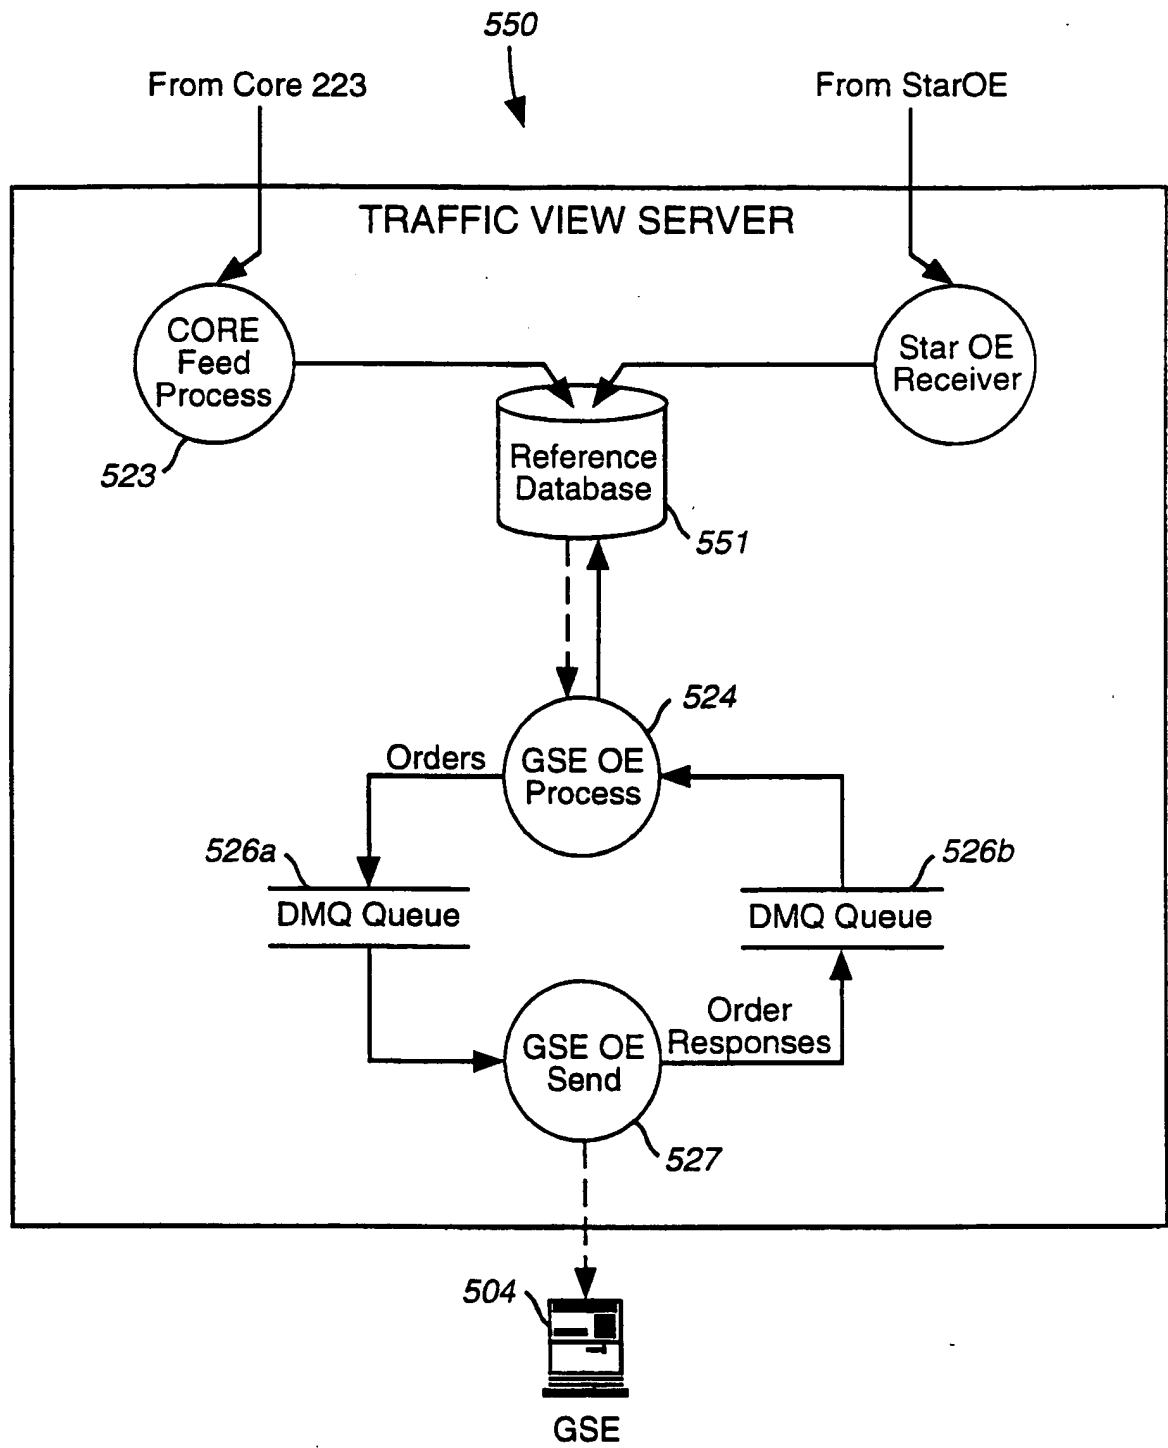 550
From Core 223
From StarOE
TRAFFIC VIEW SERVER
CORE
Feed
Process
523
Star OE
Receiver
Reference
Database
551
524
GSE OE
Process
Orders
526a
DMQ Queue
526b
DMQ Queue
GSE OE
Send
Order
Responses
527
504
GSE